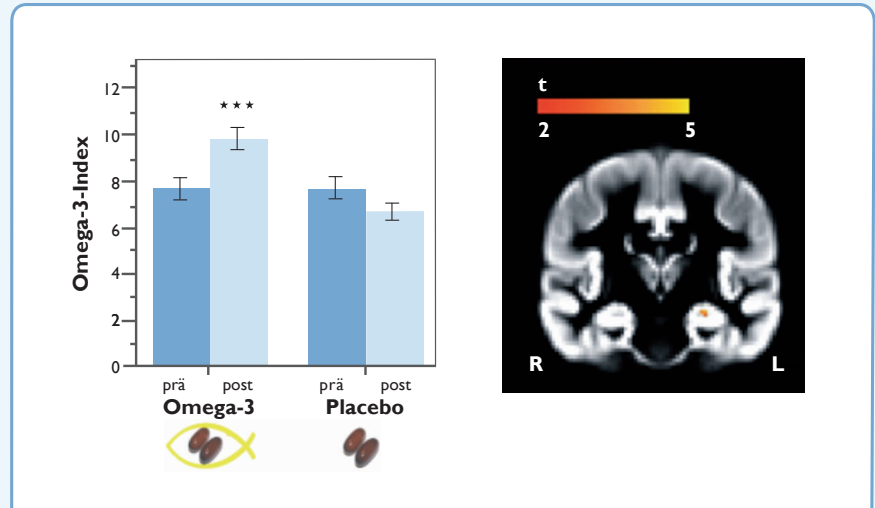 12
10
8
6
4
2
0
Omega-3-Index
***
prä post prä post
Omega-3 Placebo
t
2 5
R L